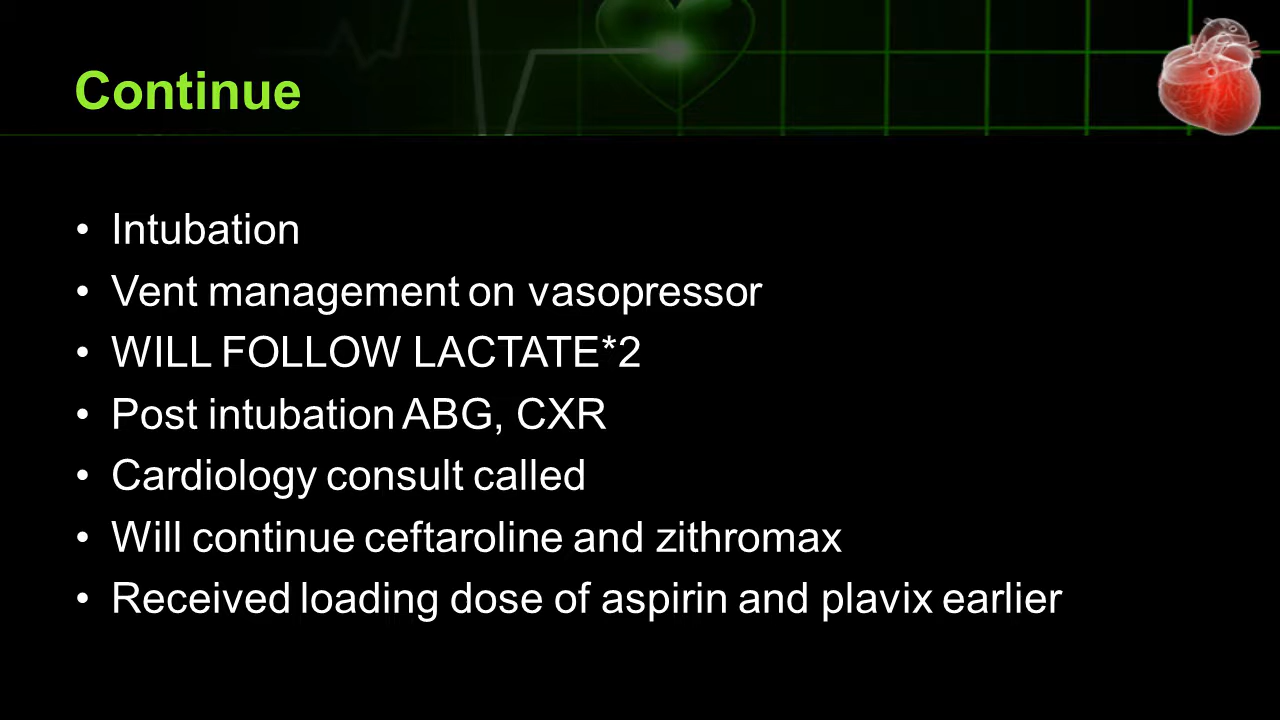 Continue
• Intubation
• Vent management on vasopressor
• WILL FOLLOW LACTATE*2
• Post intubation ABG, CXR
• Cardiology consult called
• Will continue ceftaroline and zithromax
• Received loading dose of aspirin and plavix earlier